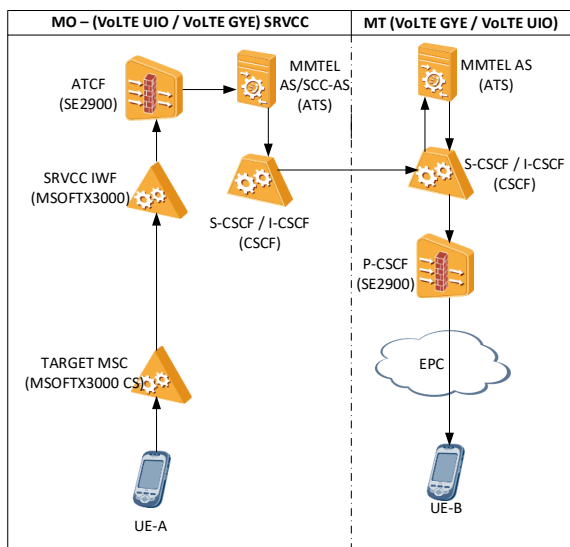 MO – (VoLTE UIO / VoLTE GYE) SRVCC
MT (VoLTE GYE / VoLTE UIO)
ATCF
(SE2900)
MMTEL
AS/SCC-AS
(ATS)
SRVCC IWF
(MSOFTX3000)
S-CSCF / I-CSCF
(CSCF)
TARGET MSC
(MSOFTX3000 CS)
UE-A
MMTEL AS
(ATS)
S-CSCF / I-CSCF
(CSCF)
P-CSCF
(SE2900)
EPC
UE-B